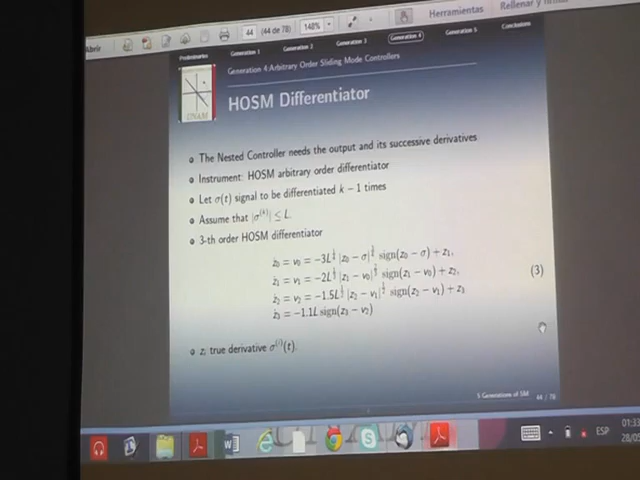 Herramientas
Rellenar y
Abrir
44
(44 de 78)
148%
Preliminaries
Generation 1
Generation 2
Generation 3
Generation 4
Generation 5
Conclusions
Generation 4:Arbitrary Order Sliding Mode Controllers
UNAM
HOSM Differentiator
The Nested Controller needs the output and its successive derivatives
Instrument: HOSM arbitrary order differentiator
Let σ(t) signal to be differentiated k − 1 times
Assume that |σ^(k)| ≤ L.
3-th order HOSM differentiator
ż₀ = v₀ = −3L^¼ |z₀ − σ|^¾ sign(z₀ − σ) + z₁,
ż₁ = v₁ = −2L^⅓ |z₁ − v₀|^⅔ sign(z₁ − v₀) + z₂,
ż₂ = v₂ = −1.5L^½ |z₂ − v₁|^½ sign(z₂ − v₁) + z₃
ż₃ = −1.1L sign(z₃ − v₂)
(3)
zᵢ true derivative σ^(i)(t).
5 Generations of SM
44 / 78
ESP
01:33
28/05